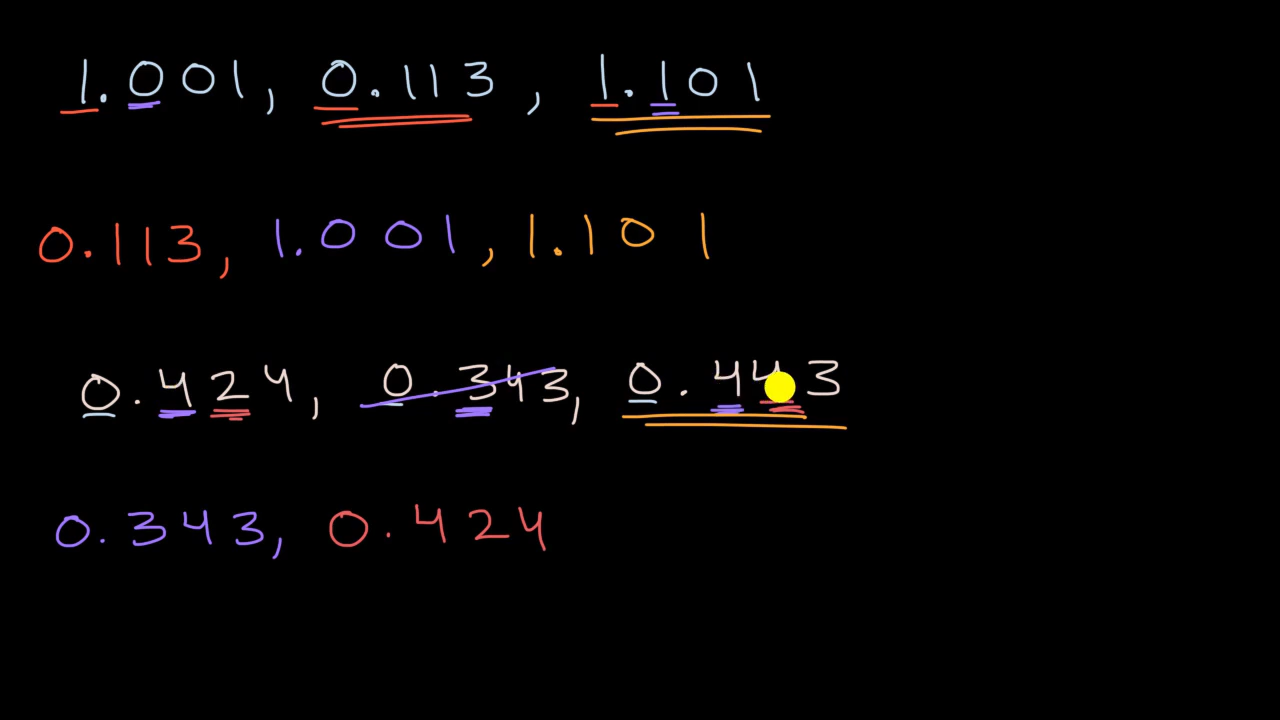 1.001, 0.113, 1.101
0.113, 1.001, 1.101
0.424, 0.343, 0.443
0.343, 0.424